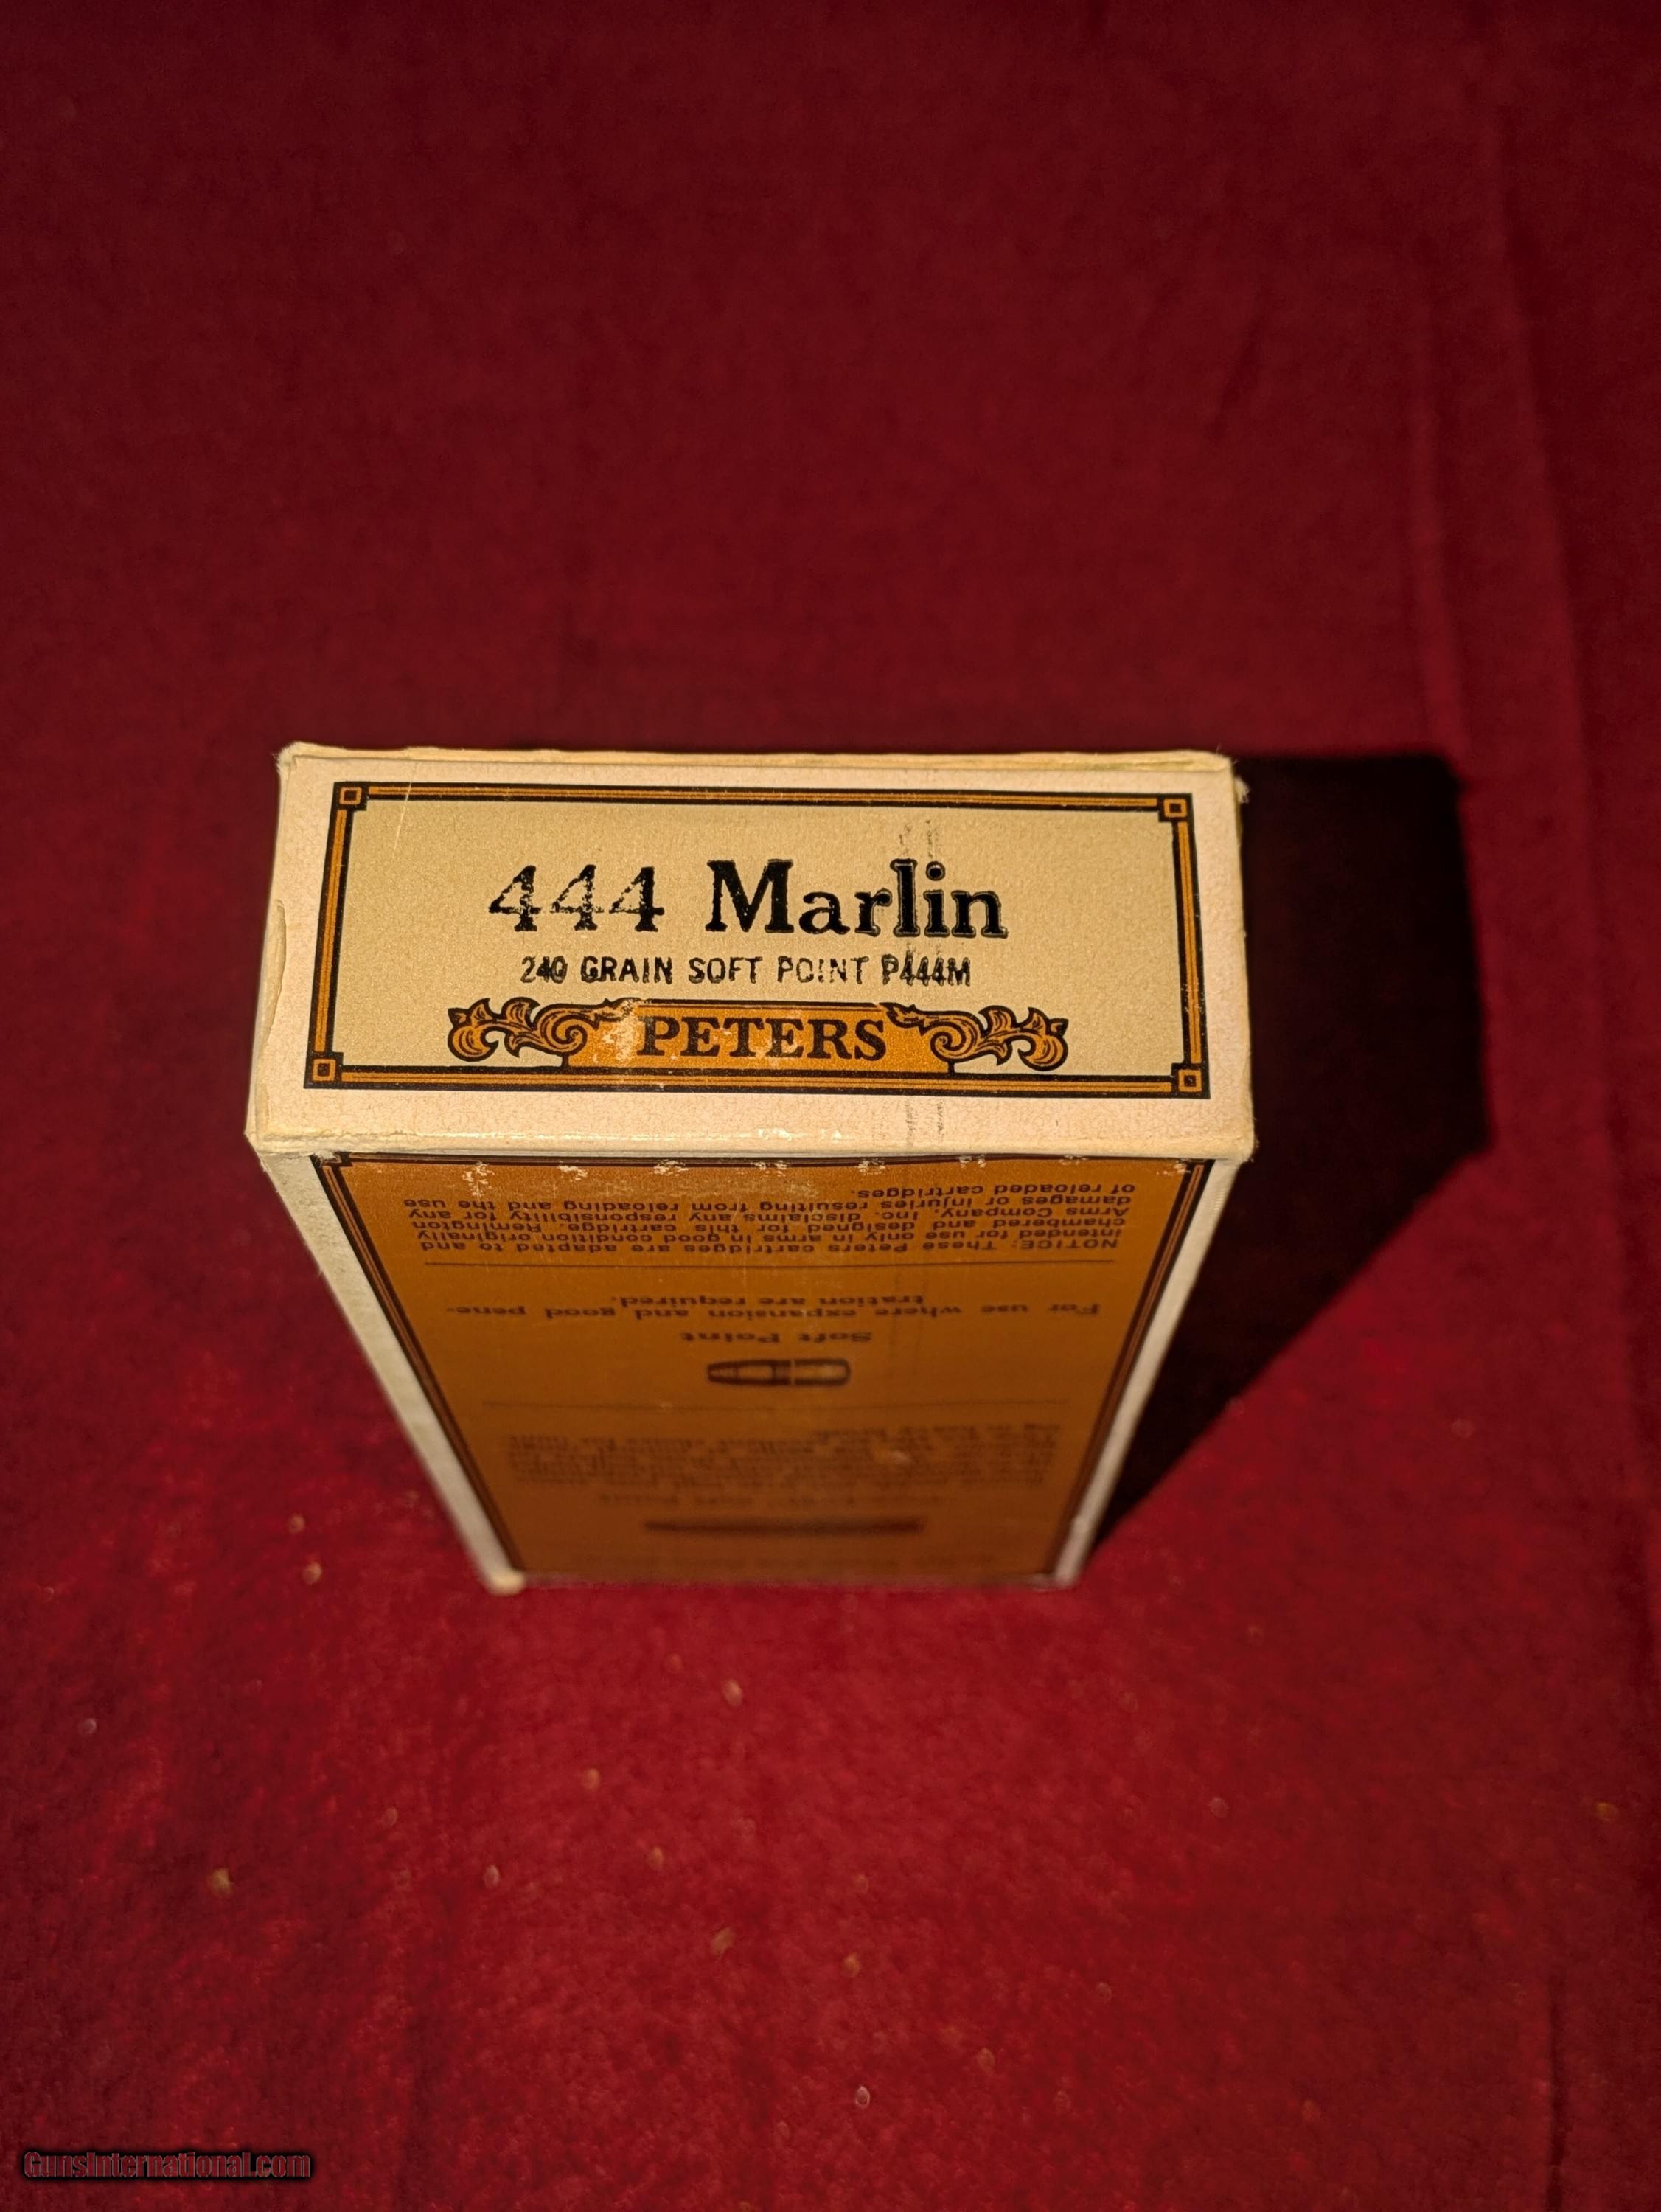 444 Marlin
240 GRAIN SOFT POINT P444M
PETERS
NOTICE: These Peters cartridges are adapted to and
intended for use only in arms in good condition originally
chambered and designed for this cartridge. Remington
Arms Company, Inc. disclaims any responsibility for any
damages or injuries resulting from reloading and the use
of reloaded cartridges.
Soft Point
For use where expansion and good pene-
tration are required.
GunsInternational.com